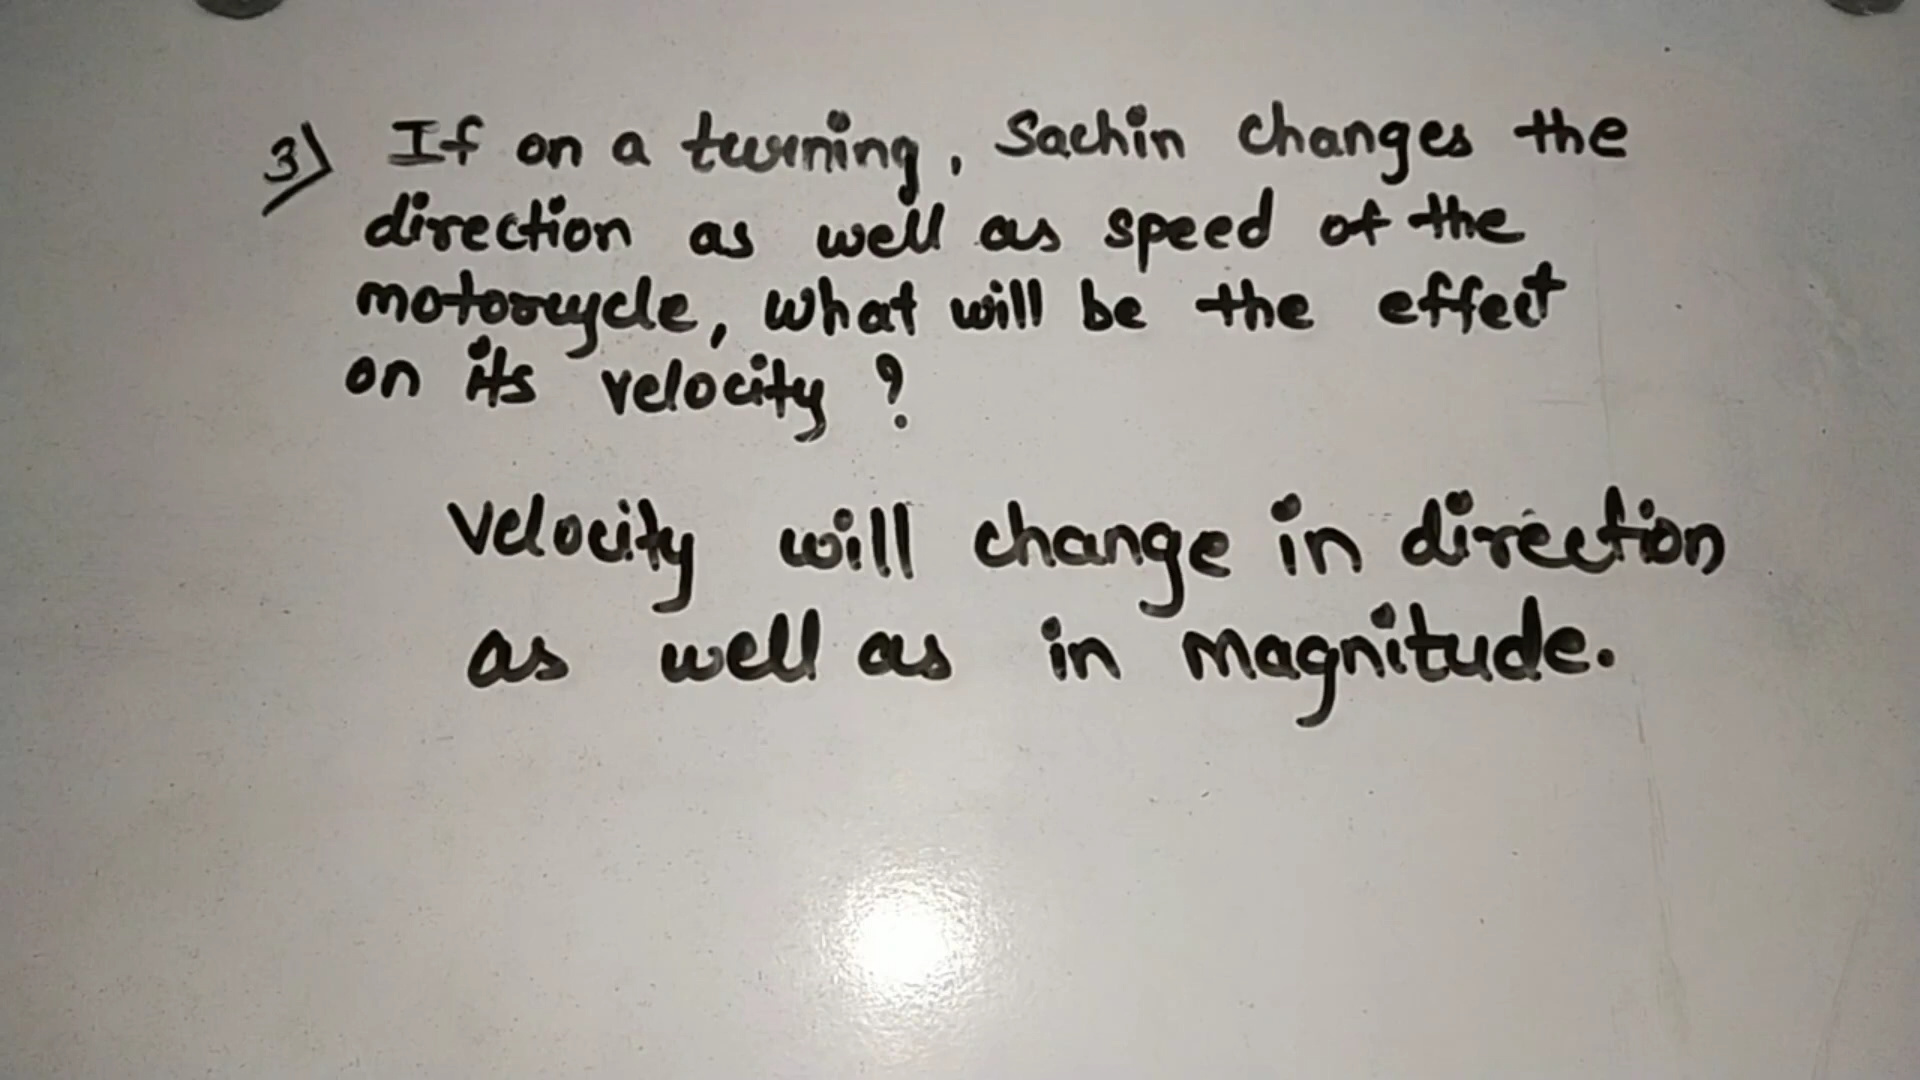 3) If on a turning, Sachin changes the
direction as well as speed of the
motorcycle, what will be the effect
on its velocity ?
Velocity will change in direction
as well as in magnitude.